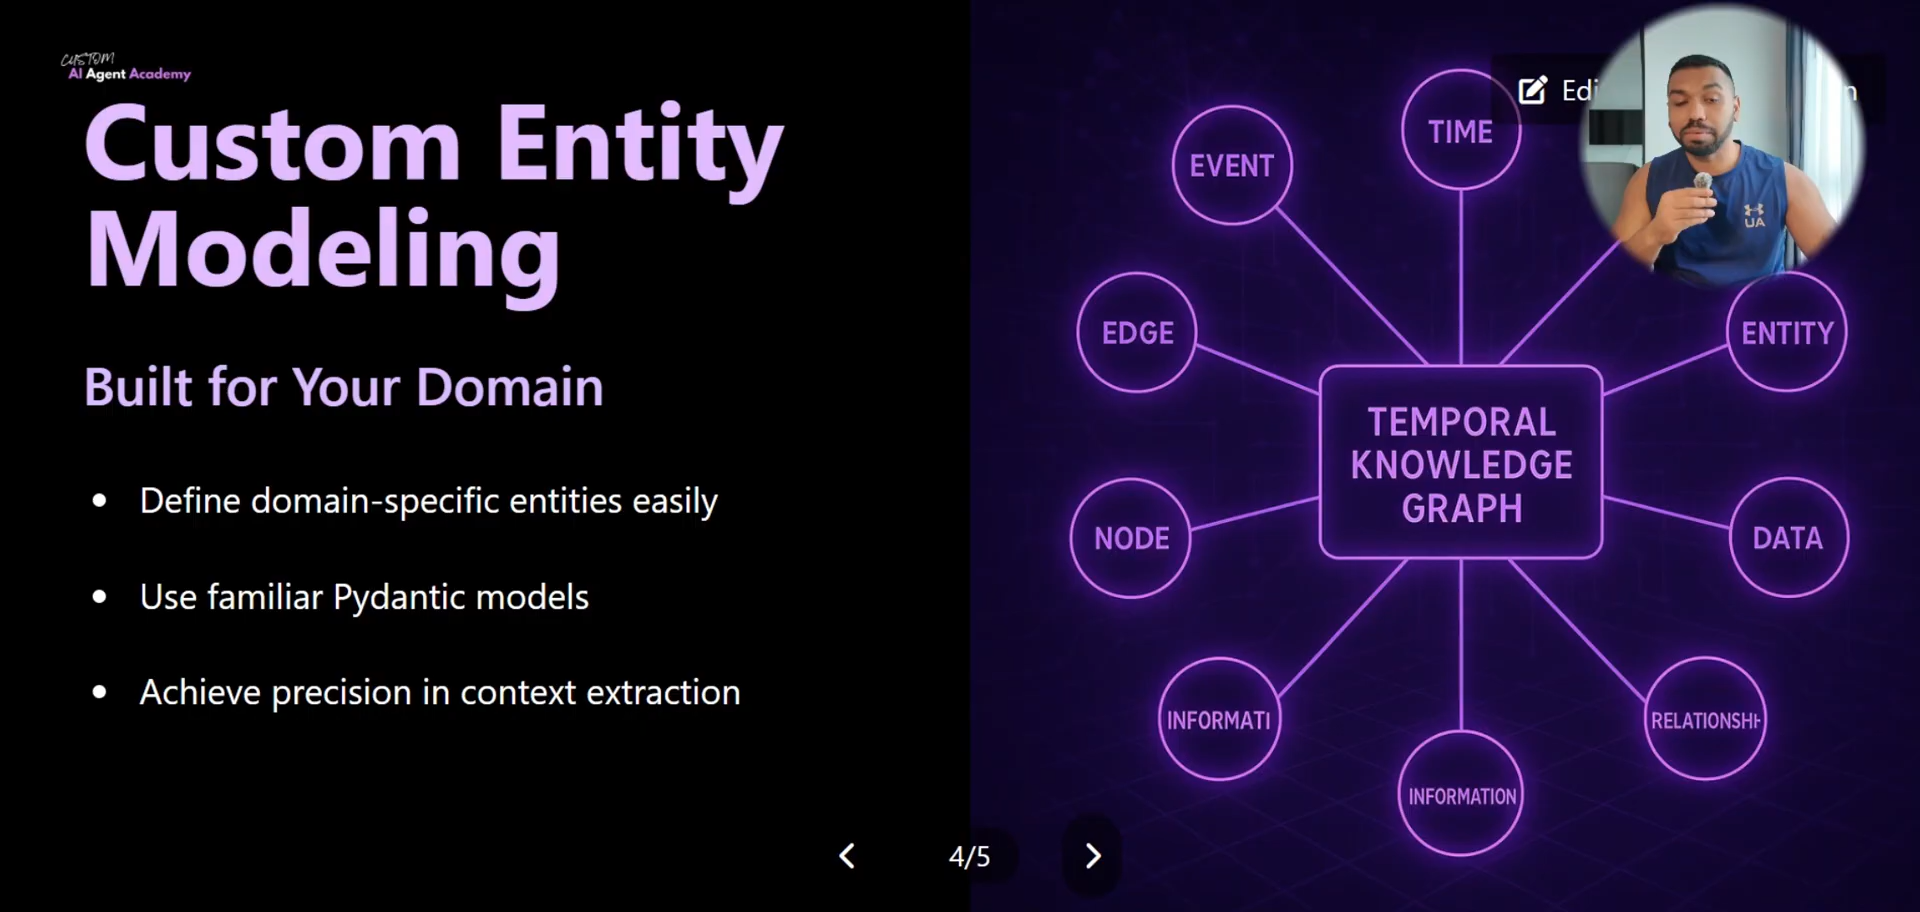 CUSTOM
AI Agent Academy
Custom Entity
Modeling
Built for Your Domain
• Define domain-specific entities easily
• Use familiar Pydantic models
• Achieve precision in context extraction
EVENT
TIME
EDGE
ENTITY
TEMPORAL
KNOWLEDGE
GRAPH
NODE
DATA
INFORMATI
RELATIONSH
INFORMATION
UA
4/5